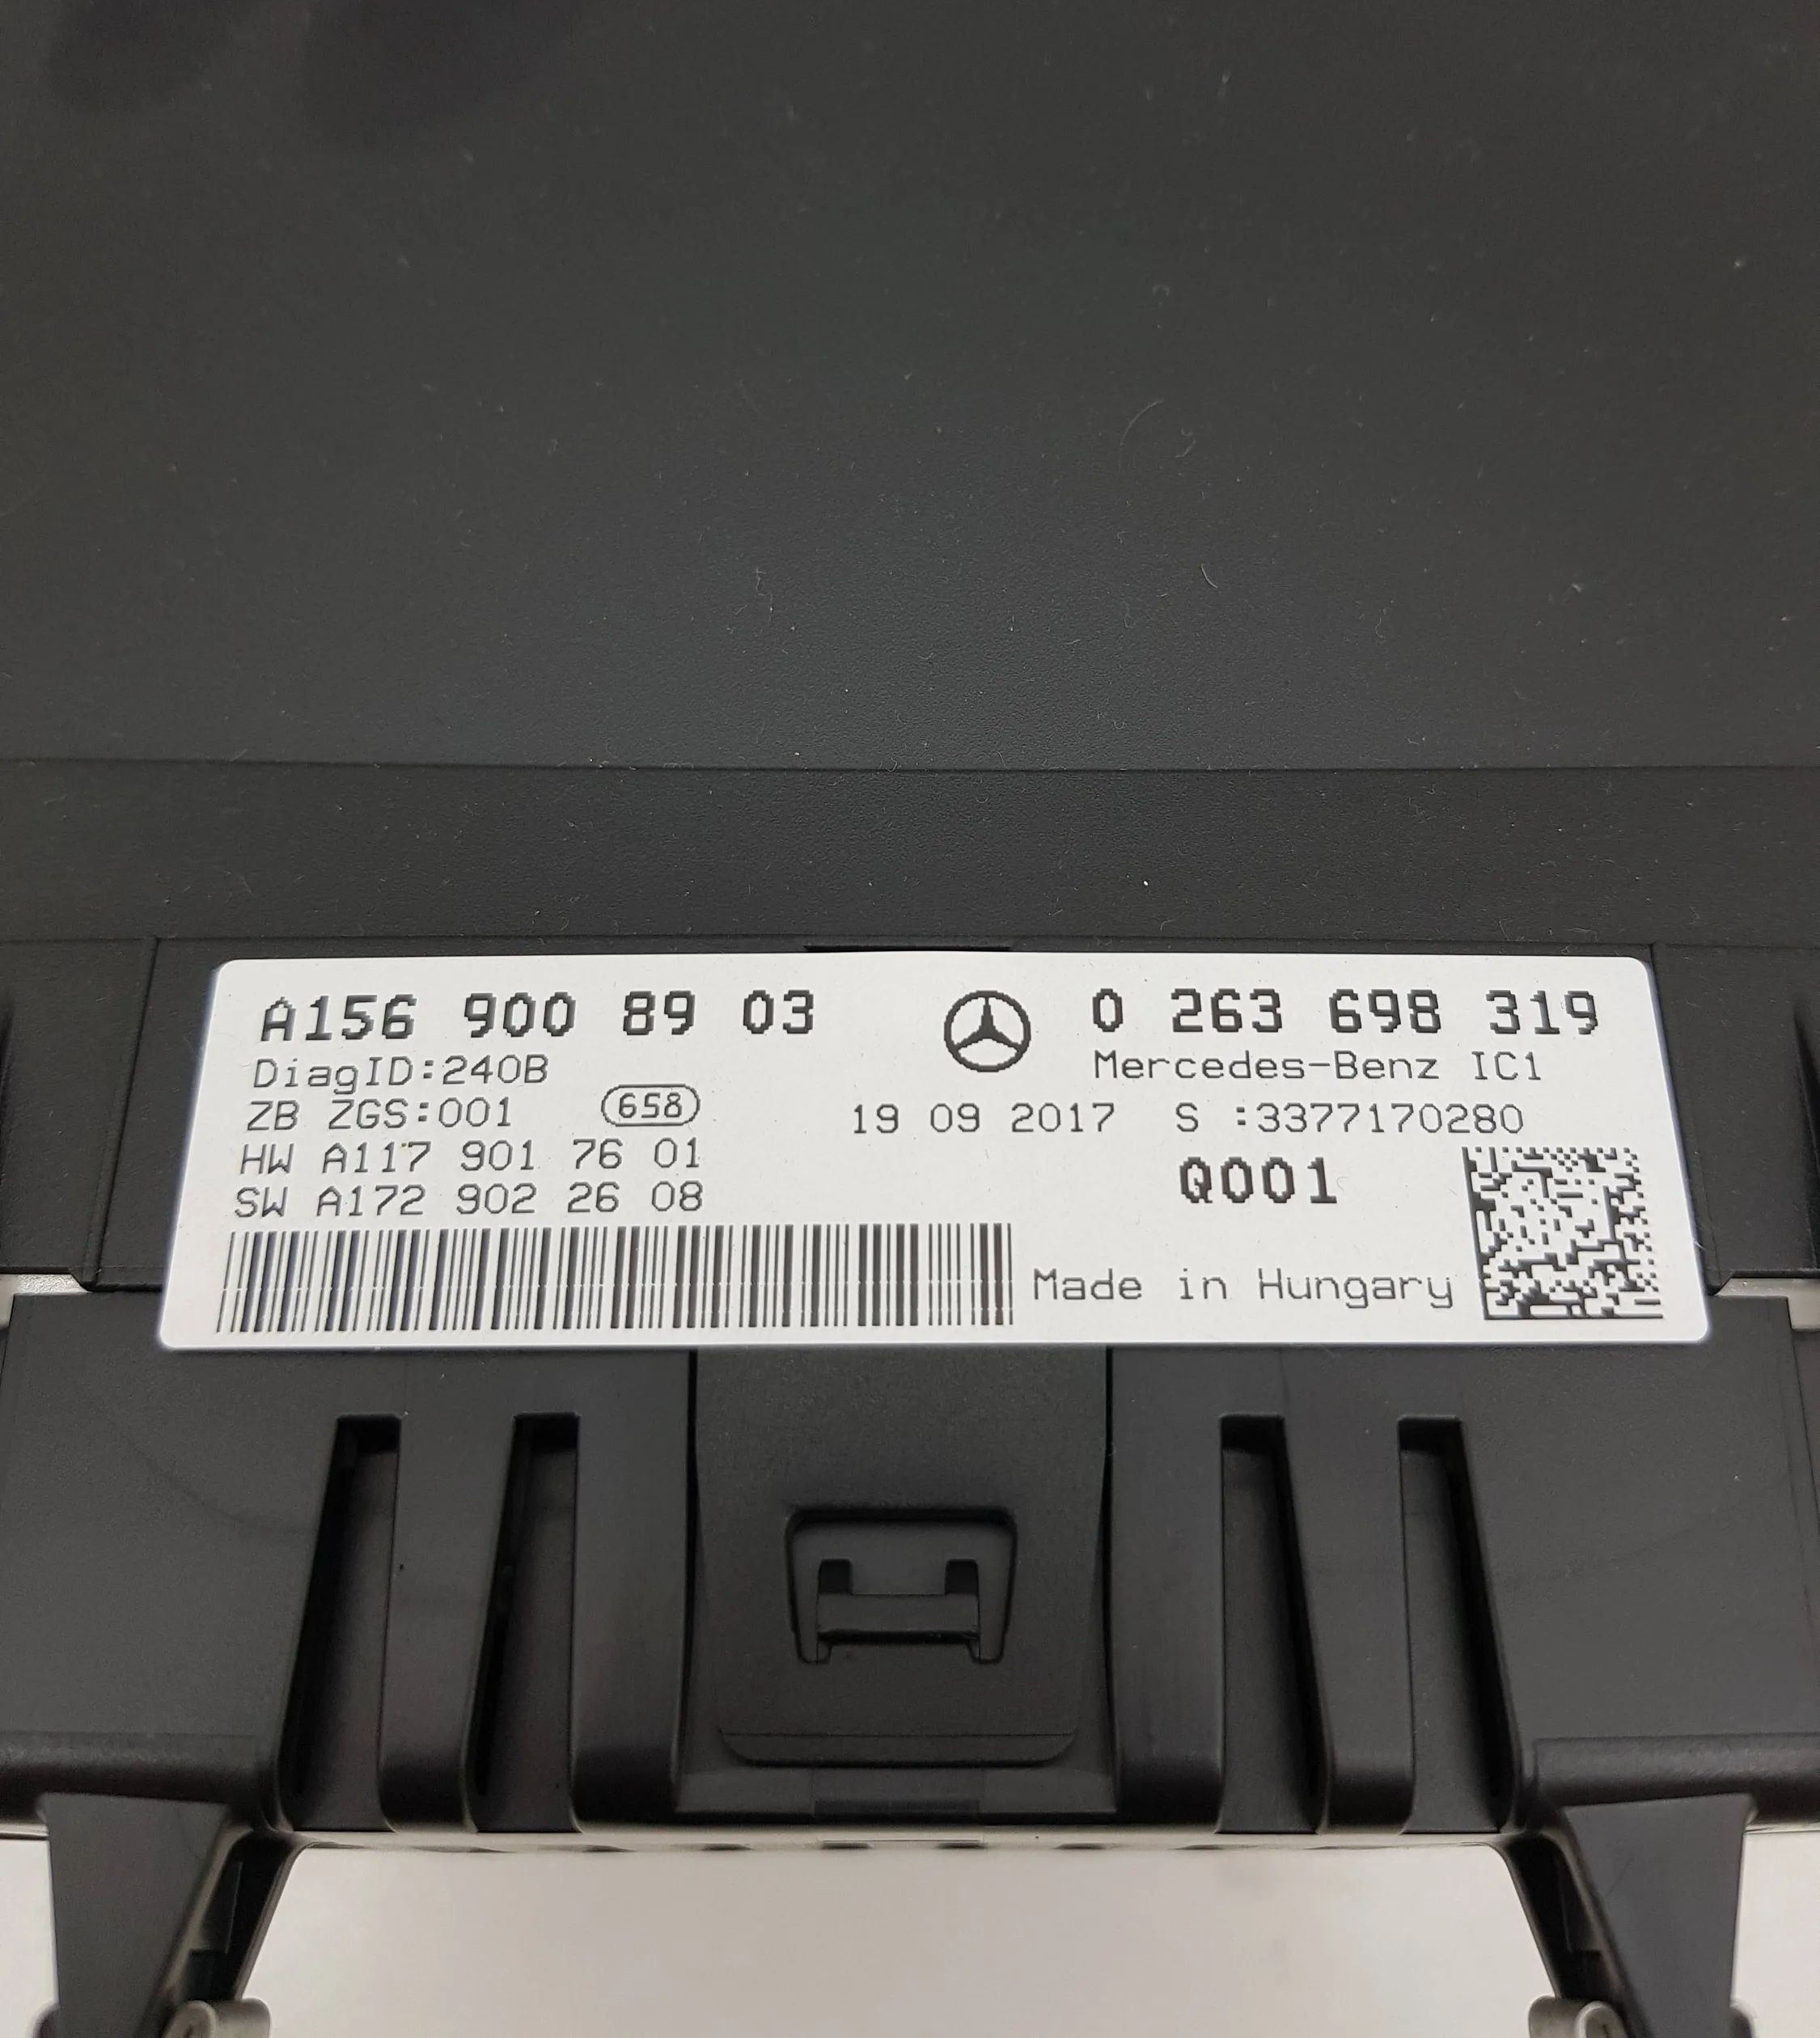 A156 900 89 03 0 263 698 319
DiagID:240B Mercedes-Benz IC1
ZB ZGS:001 658 19 09 2017 S :3377170280
HW A117 901 76 01 Q001
SW A172 902 26 08
Made in Hungary